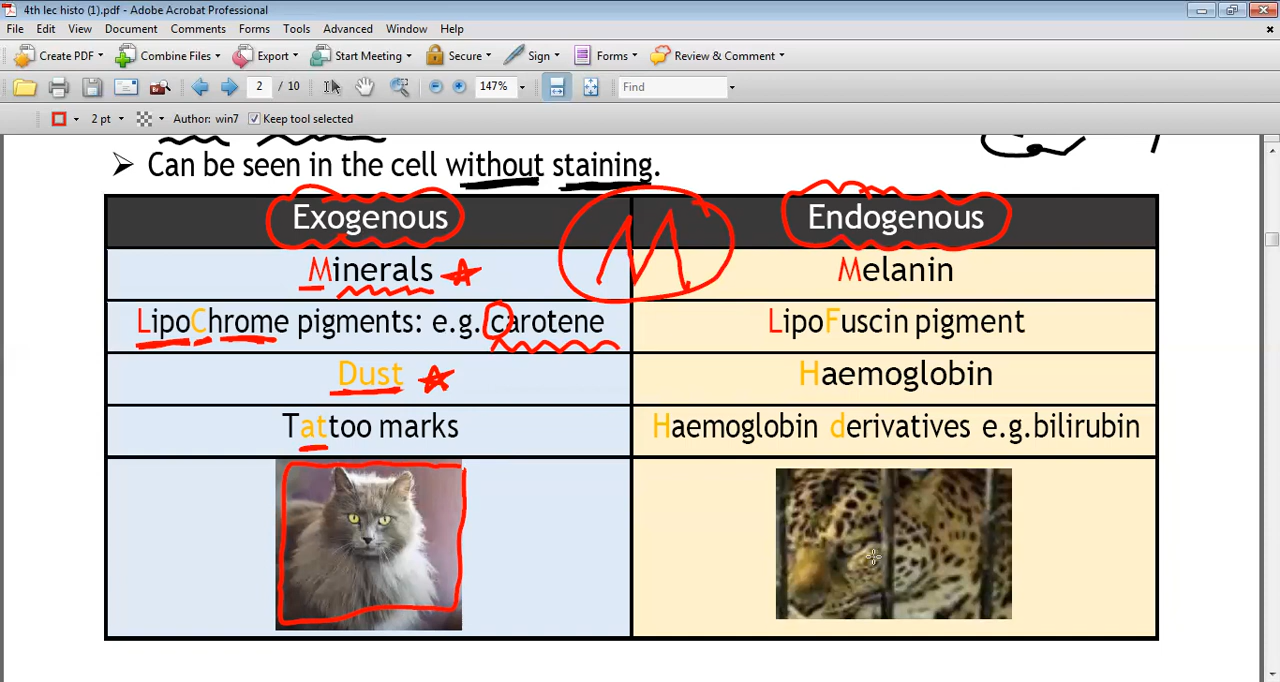 4th lec histo (1).pdf - Adobe Acrobat Professional
File Edit View Document Comments Forms Tools Advanced Window Help
Create PDF Combine Files Export Start Meeting Secure Sign Forms Review & Comment
2 / 10 147% Find
2 pt Author: win7 Keep tool selected
Can be seen in the cell without staining.
Exogenous Endogenous
M
Minerals Melanin
LipoChrome pigments: e.g. carotene LipoFuscin pigment
Dust Haemoglobin
Tattoo marks Haemoglobin derivatives e.g.bilirubin